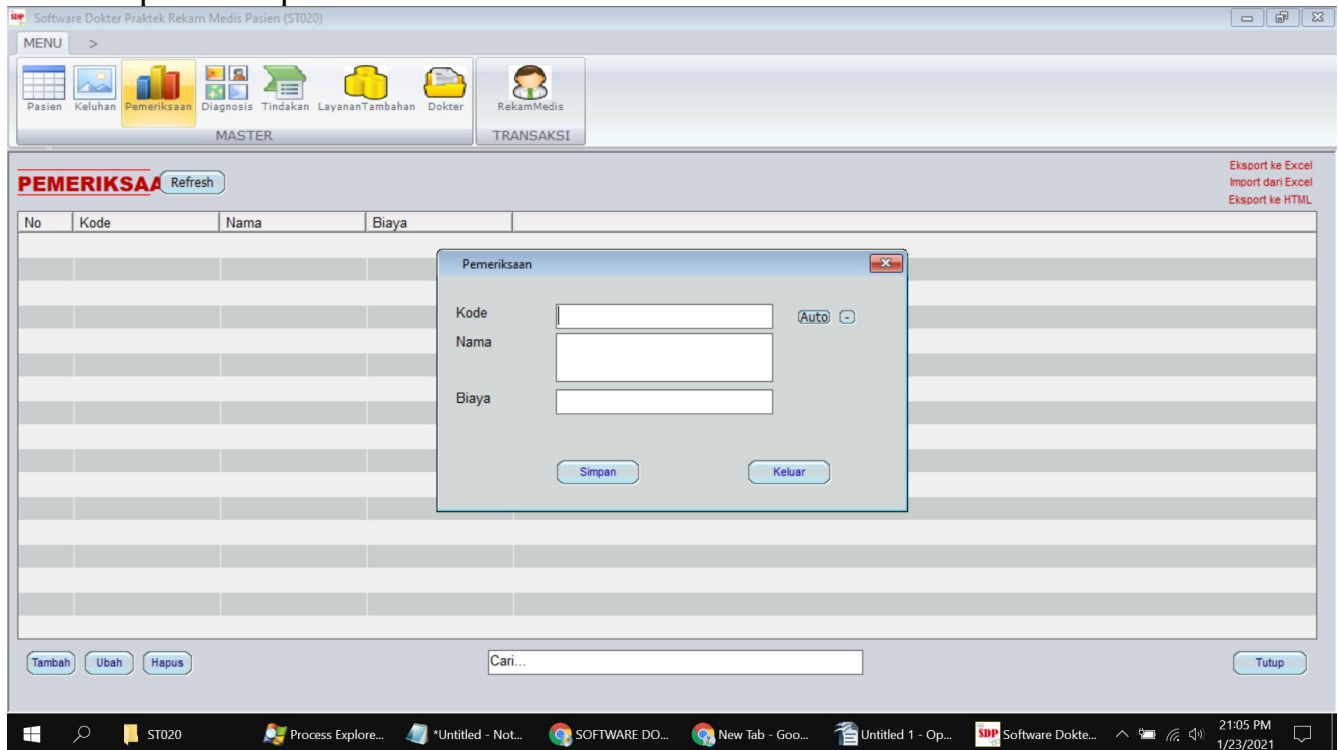 SDP Software Dokter Praktek Rekam Medis Pasien (ST020)
MENU >
Pasien Keluhan Pemeriksaan Diagnosis Tindakan LayananTambahan Dokter RekamMedis
MASTER TRANSAKSI
Eksport ke Excel
PEMERIKSAA Refresh Import dari Excel
Eksport ke HTML
No Kode Nama Biaya
Pemeriksaan
Kode Auto -
Nama
Biaya
Simpan Keluar
Tambah Ubah Hapus Cari... Tutup
ST020 Process Explore... *Untitled - Not... SOFTWARE DO... New Tab - Goo... Untitled 1 - Op... SDP Software Dokte... 21:05 PM
1/23/2021